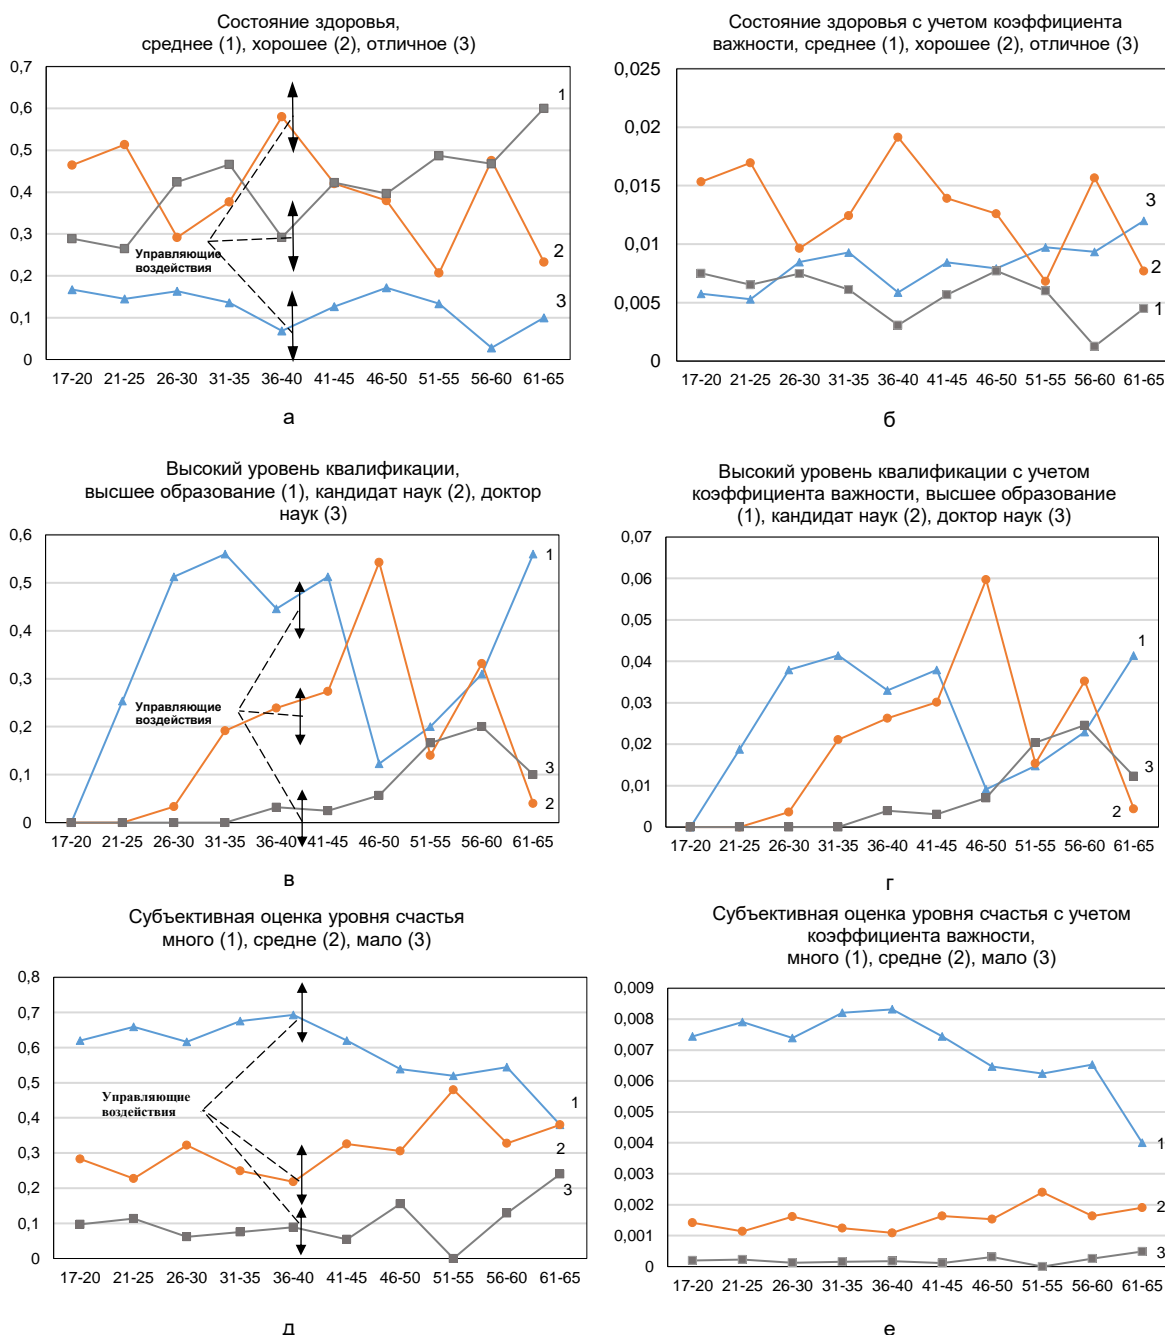 Состояние здоровья,
среднее (1), хорошее (2), отличное (3)
0,7
0,6
0,5
0,4
0,3
0,2
0,1
0
Управляющие
воздействия
1
2
3
17-20 21-25 26-30 31-35 36-40 41-45 46-50 51-55 56-60 61-65
а
Состояние здоровья с учетом коэффициента
важности, среднее (1), хорошее (2), отличное (3)
0,025
0,02
0,015
0,01
0,005
0
3
2
1
17-20 21-25 26-30 31-35 36-40 41-45 46-50 51-55 56-60 61-65
б
Высокий уровень квалификации,
высшее образование (1), кандидат наук (2), доктор
наук (3)
0,6
0,5
0,4
0,3
0,2
0,1
0
Управляющие
воздействия
1
3
2
17-20 21-25 26-30 31-35 36-40 41-45 46-50 51-55 56-60 61-65
в
Высокий уровень квалификации с учетом
коэффициента важности, высшее образование
(1), кандидат наук (2), доктор наук (3)
0,07
0,06
0,05
0,04
0,03
0,02
0,01
0
1
3
2
17-20 21-25 26-30 31-35 36-40 41-45 46-50 51-55 56-60 61-65
г
Субъективная оценка уровня счастья
много (1), средне (2), мало (3)
0,8
0,7
0,6
0,5
0,4
0,3
0,2
0,1
0
Управляющие
воздействия
1
2
3
17-20 21-25 26-30 31-35 36-40 41-45 46-50 51-55 56-60 61-65
д
Субъективная оценка уровня счастья с учетом
коэффициента важности,
много (1), средне (2), мало (3)
0,009
0,008
0,007
0,006
0,005
0,004
0,003
0,002
0,001
0
1
2
3
17-20 21-25 26-30 31-35 36-40 41-45 46-50 51-55 56-60 61-65
е